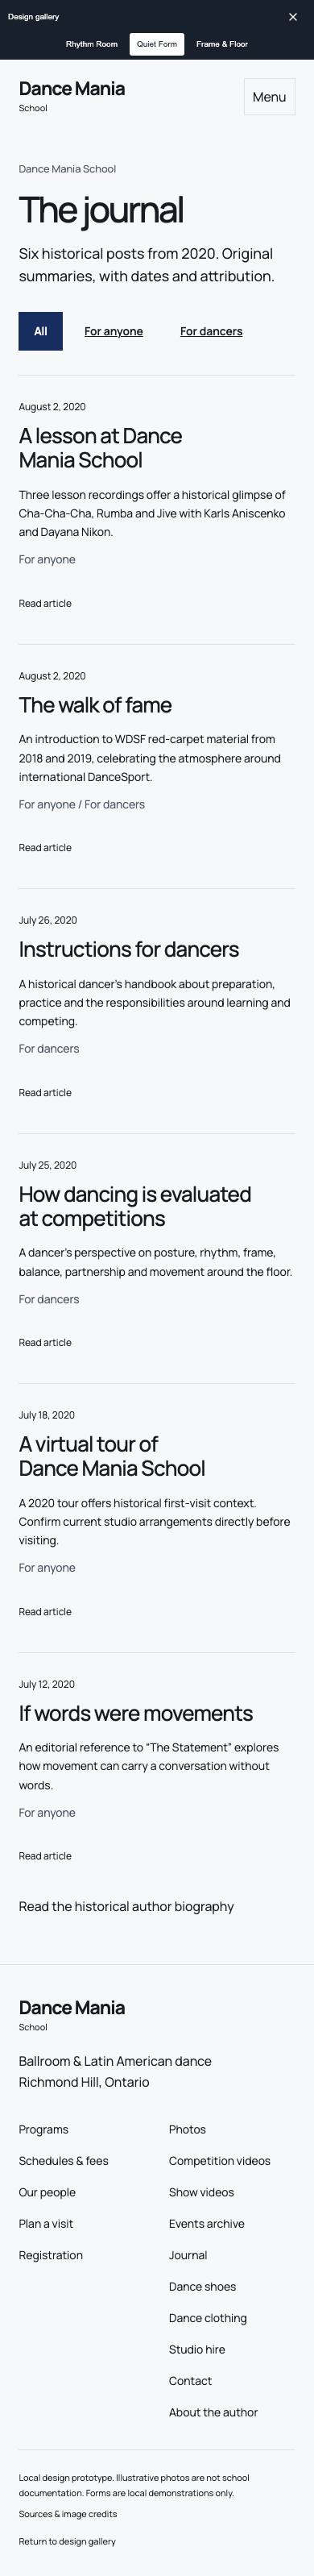 Design gallery
×
Rhythm Room
Quiet Form
Frame & Floor
Dance Mania
School
Menu
Dance Mania School
The journal
Six historical posts from 2020. Original
summaries, with dates and attribution.
All
For anyone
For dancers
August 2, 2020
A lesson at Dance
Mania School
Three lesson recordings offer a historical glimpse of
Cha-Cha-Cha, Rumba and Jive with Karls Aniscenko
and Dayana Nikon.
For anyone
Read article
August 2, 2020
The walk of fame
An introduction to WDSF red-carpet material from
2018 and 2019, celebrating the atmosphere around
international DanceSport.
For anyone / For dancers
Read article
July 26, 2020
Instructions for dancers
A historical dancer’s handbook about preparation,
practice and the responsibilities around learning and
competing.
For dancers
Read article
July 25, 2020
How dancing is evaluated
at competitions
A dancer’s perspective on posture, rhythm, frame,
balance, partnership and movement around the floor.
For dancers
Read article
July 18, 2020
A virtual tour of
Dance Mania School
A 2020 tour offers historical first-visit context.
Confirm current studio arrangements directly before
visiting.
For anyone
Read article
July 12, 2020
If words were movements
An editorial reference to “The Statement” explores
how movement can carry a conversation without
words.
For anyone
Read article
Read the historical author biography
Dance Mania
School
Ballroom & Latin American dance
Richmond Hill, Ontario
Programs
Schedules & fees
Our people
Plan a visit
Registration
Photos
Competition videos
Show videos
Events archive
Journal
Dance shoes
Dance clothing
Studio hire
Contact
About the author
Local design prototype. Illustrative photos are not school
documentation. Forms are local demonstrations only.
Sources & image credits
Return to design gallery